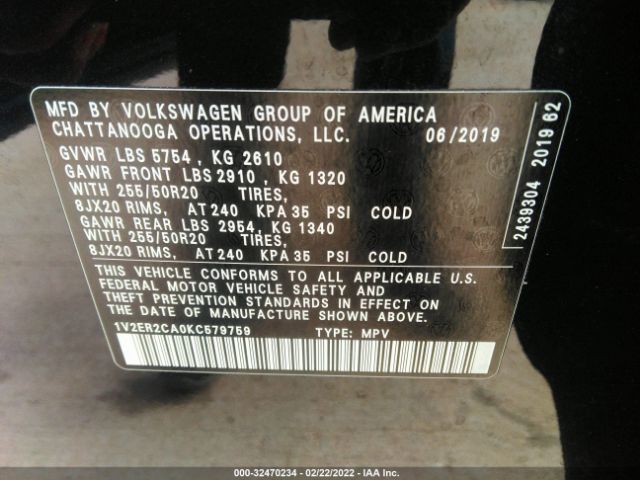 MFD BY VOLKSWAGEN GROUP OF AMERICA
CHATTANOOGA OPERATIONS, LLC. 06/2019
GVWR LBS 5754 , KG 2610
GAWR FRONT LBS 2910 , KG 1320
WITH 255/50R20 TIRES,
8JX20 RIMS, AT 240 KPA 35 PSI COLD
GAWR REAR LBS 2954, KG 1340
WITH 255/50R20 TIRES,
8JX20 RIMS, AT 240 KPA 35 PSI COLD
THIS VEHICLE CONFORMS TO ALL APPLICABLE U.S.
FEDERAL MOTOR VEHICLE SAFETY AND
THEFT PREVENTION STANDARDS IN EFFECT ON
THE DATE OF MANUFACTURE SHOWN ABOVE.
1V2ER2CA0KC579759 TYPE: MPV
2439304 2019 62
000-32470234 - 02/22/2022 - IAA Inc.